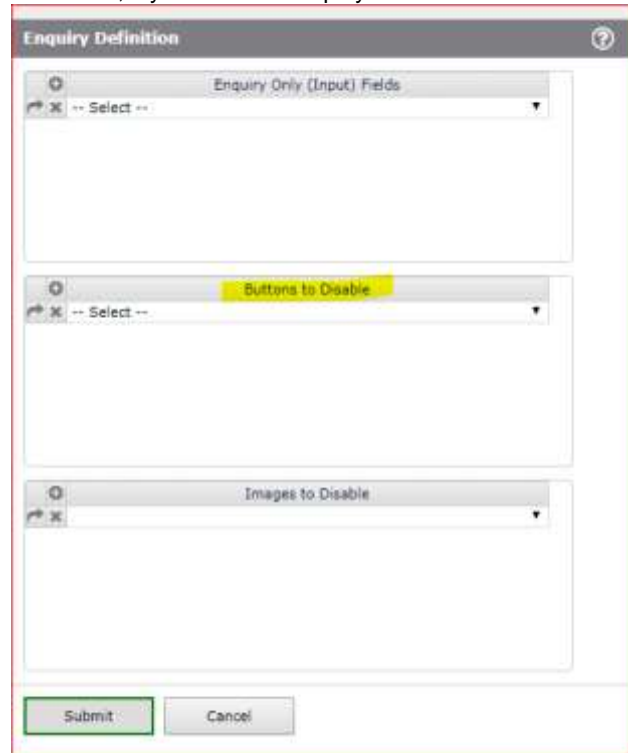 Enquiry Definition
Enquiry Only (Input) Fields
-- Select --
Buttons to Disable
-- Select --
Images to Disable
Submit Cancel